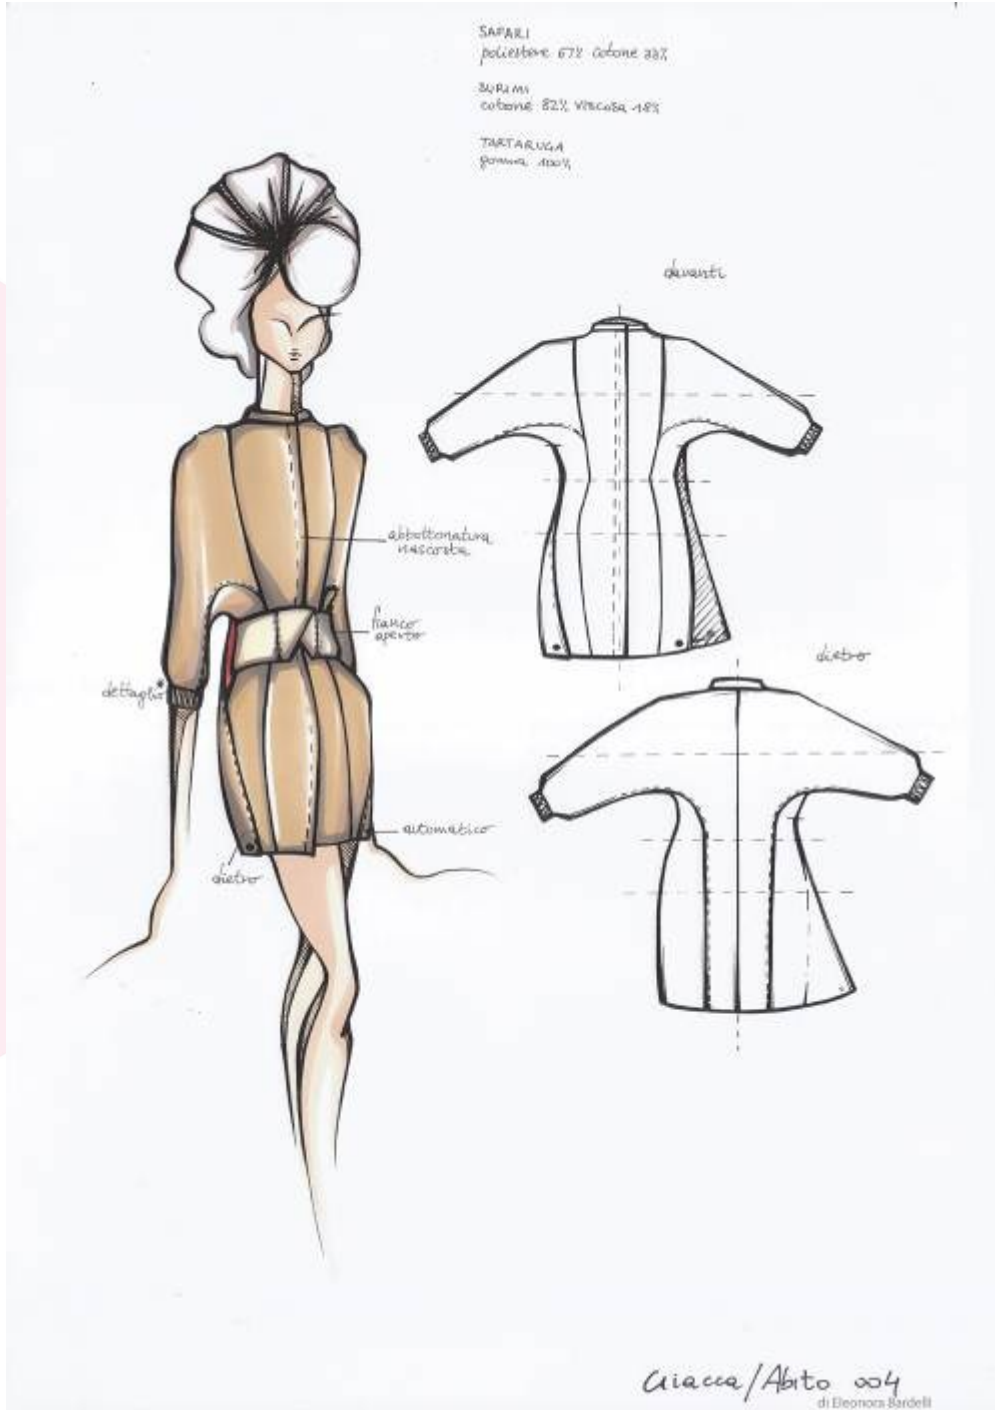 SAFARI
poliestere 67% cotone 33%
SURIMI
cotone 82% viscosa 18%
TARTARUGA
gomma 100%
davanti
abbottonatura
nascosta
fianco
aperto
dietro
dettaglio*
automatico
dietro
Giacca/Abito 004
di Eleonora Bardelli